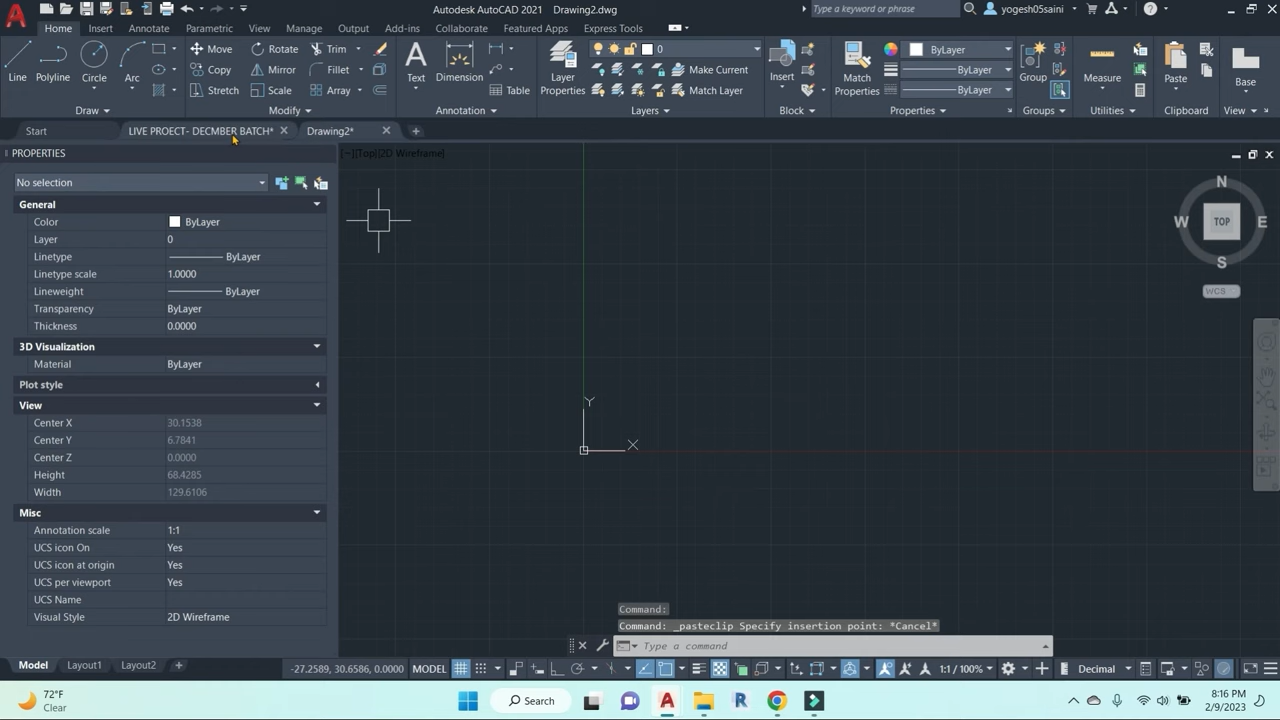 Autodesk AutoCAD 2021 Drawing2.dwg
Type a keyword or phrase
yogesh05saini
Home Insert Annotate Parametric View Manage Output Add-ins Collaborate Express Tools Featured Apps
Line
Polyline
Circle
Arc
Move
Rotate
Trim
Copy
Mirror
Fillet
Stretch
Scale
Array
Text
Dimension
Table
Layer
Properties
0
Make Current
Match Layer
Insert
Match
Properties
ByLayer
ByLayer
ByLayer
Group
Measure
Paste
Base
Draw Modify Annotation Layers Block Properties Groups Utilities Clipboard View
Start LIVE PROECT- DECMBER BATCH* Drawing2*
PROPERTIES
No selection
General
Color ByLayer
Layer 0
Linetype ByLayer
Linetype scale 1.0000
Lineweight ByLayer
Transparency ByLayer
Thickness 0.0000
3D Visualization
Material ByLayer
Plot style
View
Center X 30.1538
Center Y 6.7841
Center Z 0.0000
Height 68.4285
Width 129.6106
Misc
Annotation scale 1:1
UCS icon On Yes
UCS icon at origin Yes
UCS per viewport Yes
UCS Name
Visual Style 2D Wireframe
[−][Top][2D Wireframe]
N
W TOP E
S
WCS
Y
X
Command:
Command: _pasteclip Specify insertion point: *Cancel*
Type a command
Model Layout1 Layout2
-27.2589, 30.6586, 0.0000 MODEL
1:1 / 100%
Decimal
72°F
Clear
Search
8:16 PM
2/9/2023